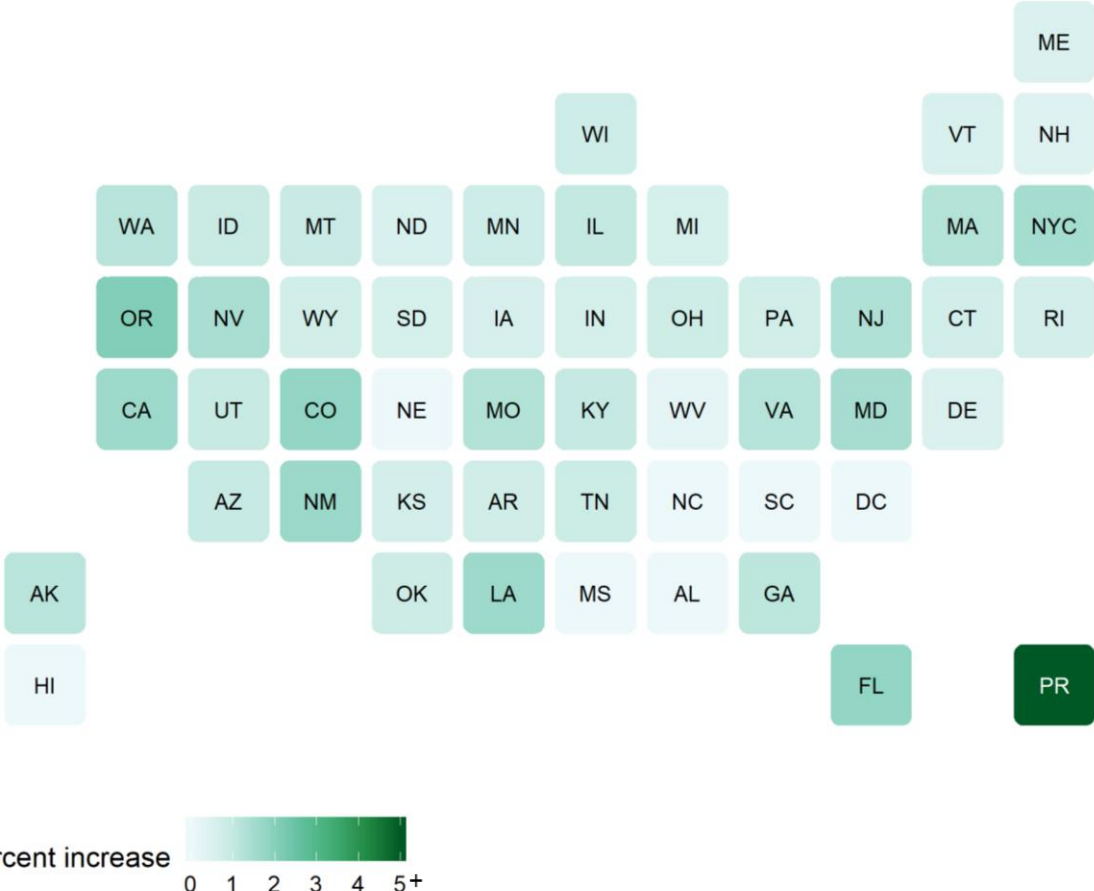 ME
WI VT NH
WA ID MT ND MN IL MI MA NYC
OR NV WY SD IA IN OH PA NJ CT RI
CA UT CO NE MO KY WV VA MD DE
AZ NM KS AR TN NC SC DC
AK OK LA MS AL GA
HI FL PR
rcent increase
0 1 2 3 4 5+